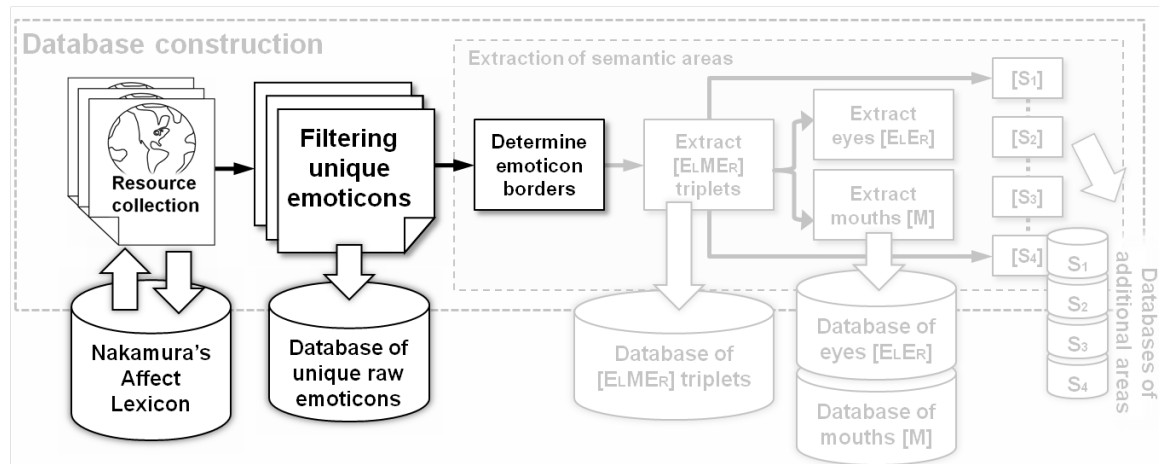 Database construction
Extraction of semantic areas
Resource
collection
Filtering
unique
emoticons
Determine
emoticon
borders
Extract
[ELMER]
triplets
Extract
eyes [ELER]
Extract
mouths [M]
[S1]
[S2]
[S3]
[S4]
Nakamura's
Affect
Lexicon
Database of
unique raw
emoticons
Database of
[ELMER] triplets
Database of
eyes [ELER]
Database of
mouths [M]
S1
S2
S3
S4
Databases of
additional areas